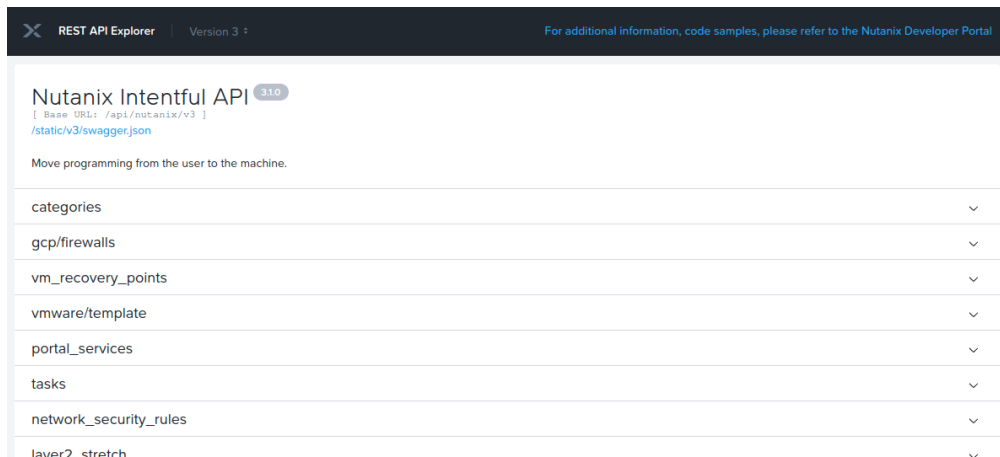 REST API Explorer Version 3 For additional information, code samples, please refer to the Nutanix Developer Portal
Nutanix Intentful API 3.1.0
[ Base URL: /api/nutanix/v3 ]
/static/v3/swagger.json
Move programming from the user to the machine.
categories
gcp/firewalls
vm_recovery_points
vmware/template
portal_services
tasks
network_security_rules
layer2_stretch